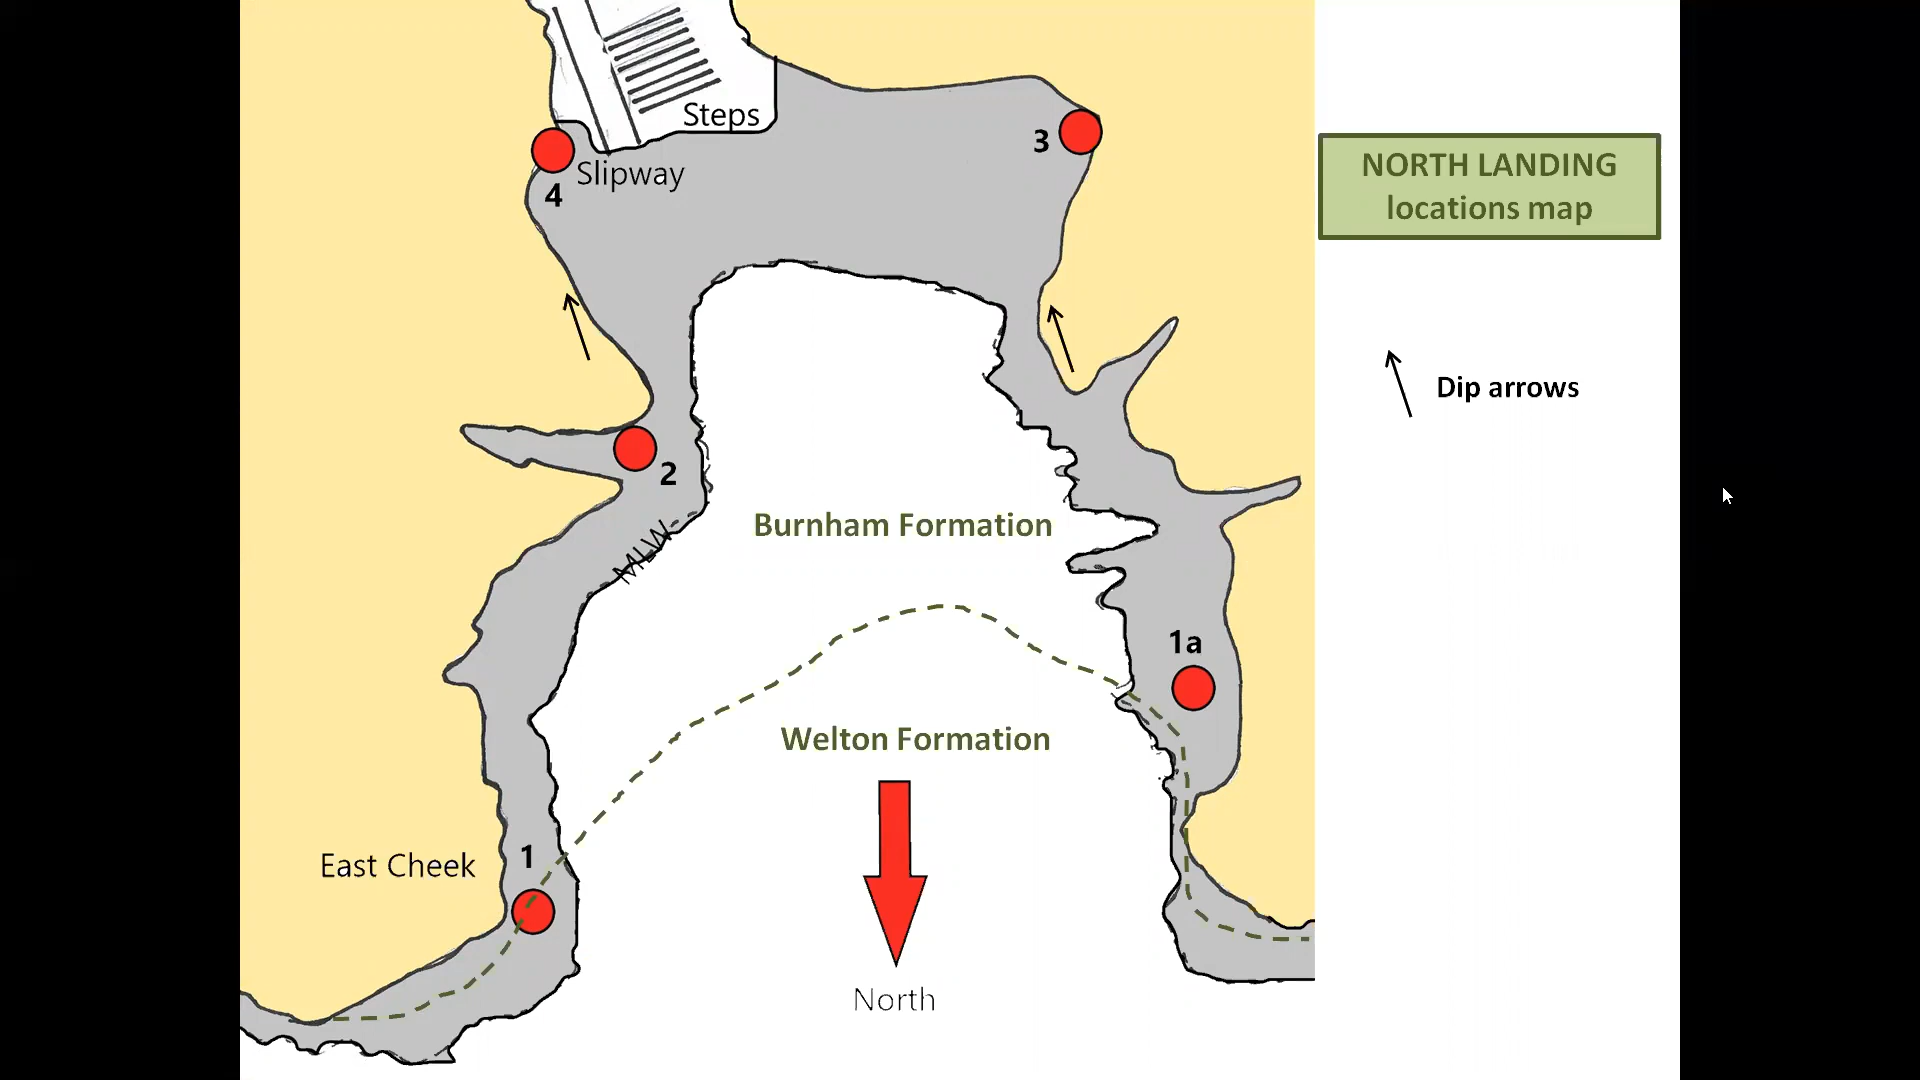 Steps
3
NORTH LANDING
locations map
Slipway
4
Dip arrows
2
Burnham Formation
MLW
1a
Welton Formation
1
East Cheek
North